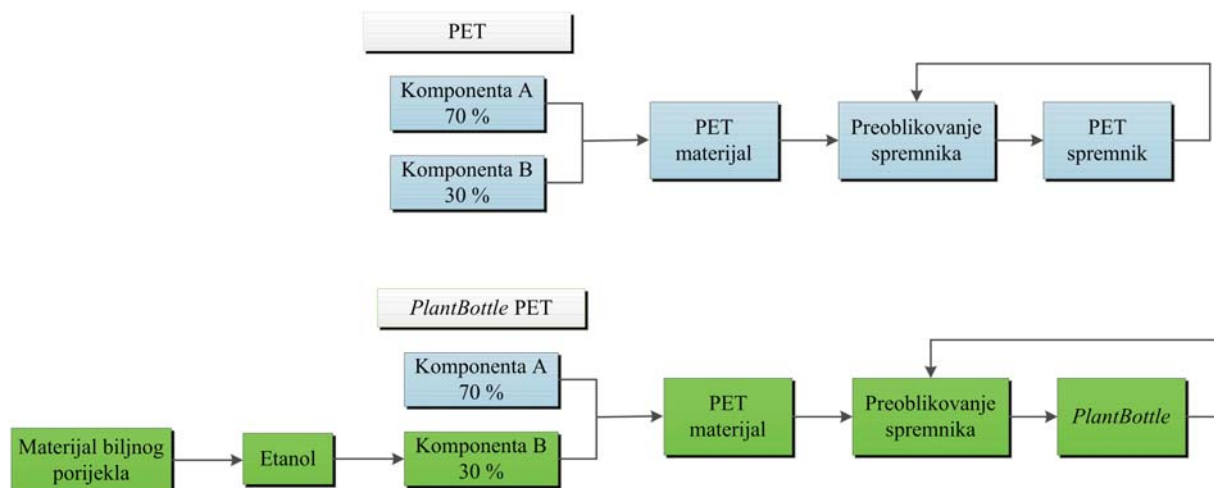 PET
Komponenta A
70 %
Komponenta B
30 %
PET
materijal
Preoblikovanje
spremnika
PET
spremnik
PlantBottle PET
Komponenta A
70 %
Materijal biljnog
porijekla
Etanol
Komponenta B
30 %
PET
materijal
Preoblikovanje
spremnika
PlantBottle